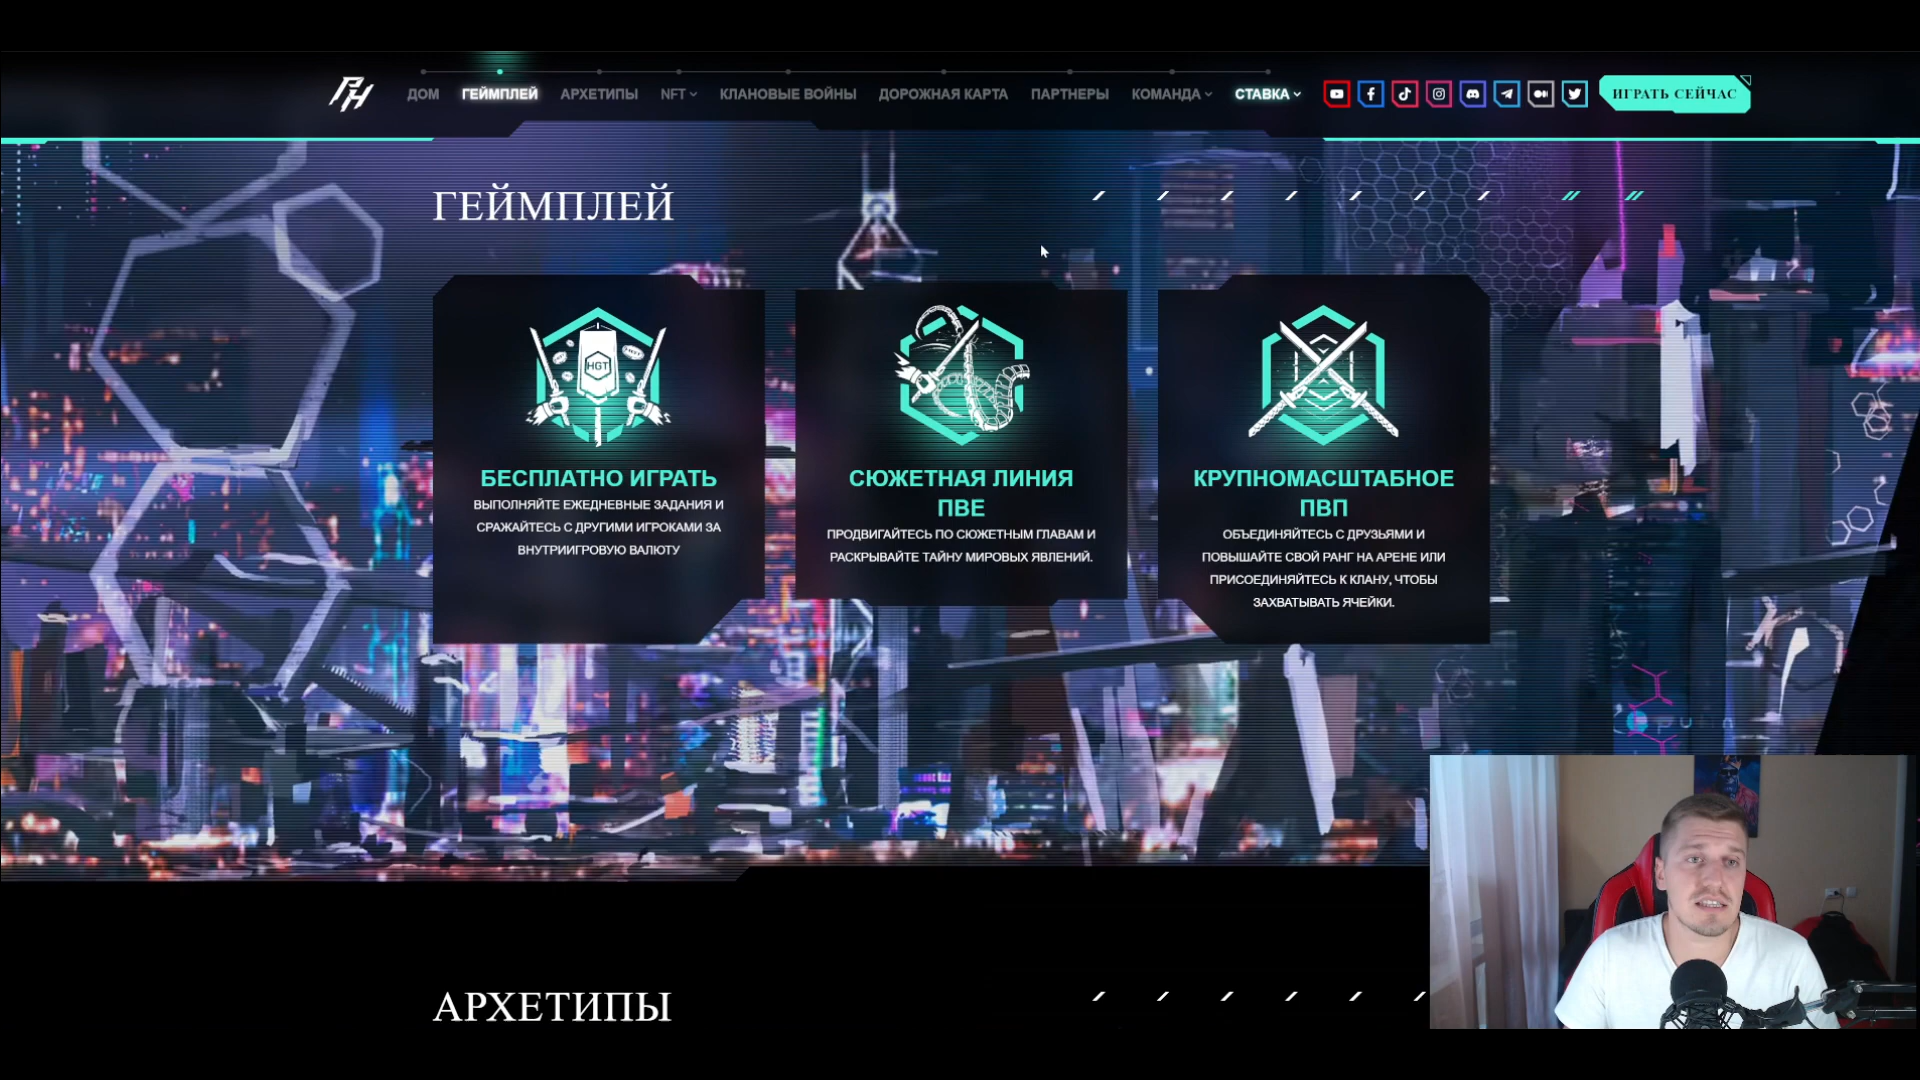 ДОМ
ГЕЙМПЛЕЙ
АРХЕТИПЫ
NFT
КЛАНОВЫЕ ВОЙНЫ
ДОРОЖНАЯ КАРТА
ПАРТНЕРЫ
КОМАНДА
СТАВКА
ИГРАТЬ СЕЙЧАС
ГЕЙМПЛЕЙ
HGT
БЕСПЛАТНО ИГРАТЬ
ВЫПОЛНЯЙТЕ ЕЖЕДНЕВНЫЕ ЗАДАНИЯ И
СРАЖАЙТЕСЬ С ДРУГИМИ ИГРОКАМИ ЗА
ВНУТРИИГРОВУЮ ВАЛЮТУ
СЮЖЕТНАЯ ЛИНИЯ
ПВЕ
ПРОДВИГАЙТЕСЬ ПО СЮЖЕТНЫМ ГЛАВАМ И
РАСКРЫВАЙТЕ ТАЙНУ МИРОВЫХ ЯВЛЕНИЙ.
КРУПНОМАСШТАБНОЕ
ПВП
ОБЪЕДИНЯЙТЕСЬ С ДРУЗЬЯМИ И
ПОВЫШАЙТЕ СВОЙ РАНГ НА АРЕНЕ ИЛИ
ПРИСОЕДИНЯЙТЕСЬ К КЛАНУ, ЧТОБЫ
ЗАХВАТЫВАТЬ ЯЧЕЙКИ.
АРХЕТИПЫ